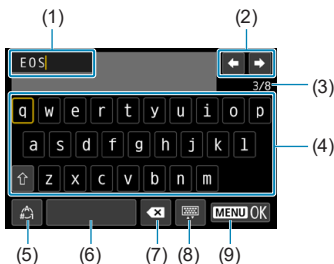 (1) (2)
EOS
3/8 (3)
q w e r t y u i o p
a s d f g h j k l (4)
z x c v b n m
MENU OK
(5) (6) (7) (8) (9)